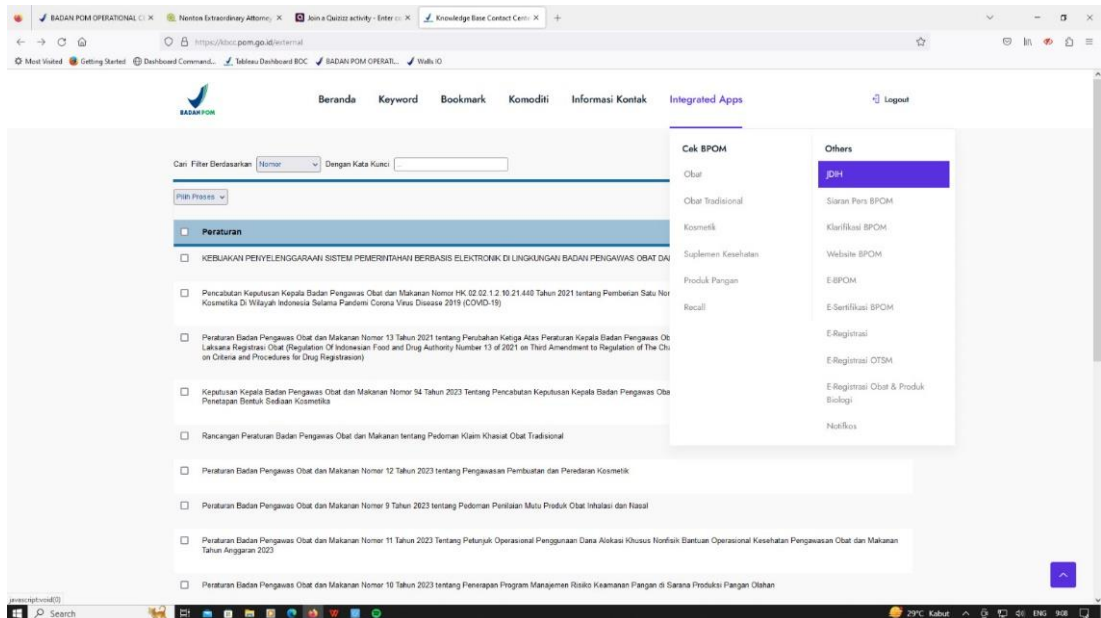 BADAN POM OPERATIONAL C
Nonton Extraordinary Attorney
Join a Quizizz activity - Enter co
Knowledge Base Contact Cente
https://kbcc.pom.go.id/external
Most Visited
Getting Started
Dashboard Command...
Tableau Dashboard BOC
BADAN POM OPERATI...
Walls IO
BADAN POM
Beranda
Keyword
Bookmark
Komoditi
Informasi Kontak
Integrated Apps
Logout
Cari Filter Berdasarkan Nomor Dengan Kata Kunci
Pilih Proses
Cek BPOM
Obat
Obat Tradisional
Kosmetik
Suplemen Kesehatan
Produk Pangan
Recall
Others
JDIH
Siaran Pers BPOM
Klarifikasi BPOM
Website BPOM
E-BPOM
E-Sertifikasi BPOM
E-Registrasi
E-Registrasi OTSM
E-Registrasi Obat & Produk
Biologi
Notifkos
Peraturan
KEBIJAKAN PENYELENGGARAAN SISTEM PEMERINTAHAN BERBASIS ELEKTRONIK DI LINGKUNGAN BADAN PENGAWAS OBAT DA
Pencabutan Keputusan Kepala Badan Pengawas Obat dan Makanan Nomor HK.02.02.1.2.10.21.440 Tahun 2021 tentang Pemberian Satu Nor
Kosmetika Di Wilayah Indonesia Selama Pandemi Corona Virus Disease 2019 (COVID-19)
Peraturan Badan Pengawas Obat dan Makanan Nomor 13 Tahun 2021 tentang Perubahan Ketiga Atas Peraturan Kepala Badan Pengawas Ob
Laksana Registrasi Obat (Regulation Of Indonesian Food and Drug Authority Number 13 of 2021 on Third Amendment to Regulation of The Cha
on Criteria and Procedures for Drug Registrasion)
Keputusan Kepala Badan Pengawas Obat dan Makanan Nomor 94 Tahun 2023 Tentang Pencabutan Keputusan Kepala Badan Pengawas Oba
Penetapan Bentuk Sediaan Kosmetika
Rancangan Peraturan Badan Pengawas Obat dan Makanan tentang Pedoman Klaim Khasiat Obat Tradisional
Peraturan Badan Pengawas Obat dan Makanan Nomor 12 Tahun 2023 tentang Pengawasan Pembuatan dan Peredaran Kosmetik
Peraturan Badan Pengawas Obat dan Makanan Nomor 9 Tahun 2023 tentang Pedoman Penilaian Mutu Produk Obat Inhalasi dan Nasal
Peraturan Badan Pengawas Obat dan Makanan Nomor 11 Tahun 2023 Tentang Petunjuk Operasional Penggunaan Dana Alokasi Khusus Nonfisik Bantuan Operasional Kesehatan Pengawasan Obat dan Makanan
Tahun Anggaran 2023
Peraturan Badan Pengawas Obat dan Makanan Nomor 10 Tahun 2023 tentang Penerapan Program Manajemen Risiko Keamanan Pangan di Sarana Produksi Pangan Olahan
javascript:void(0)
Search
29°C Kabut
ENG
9:08